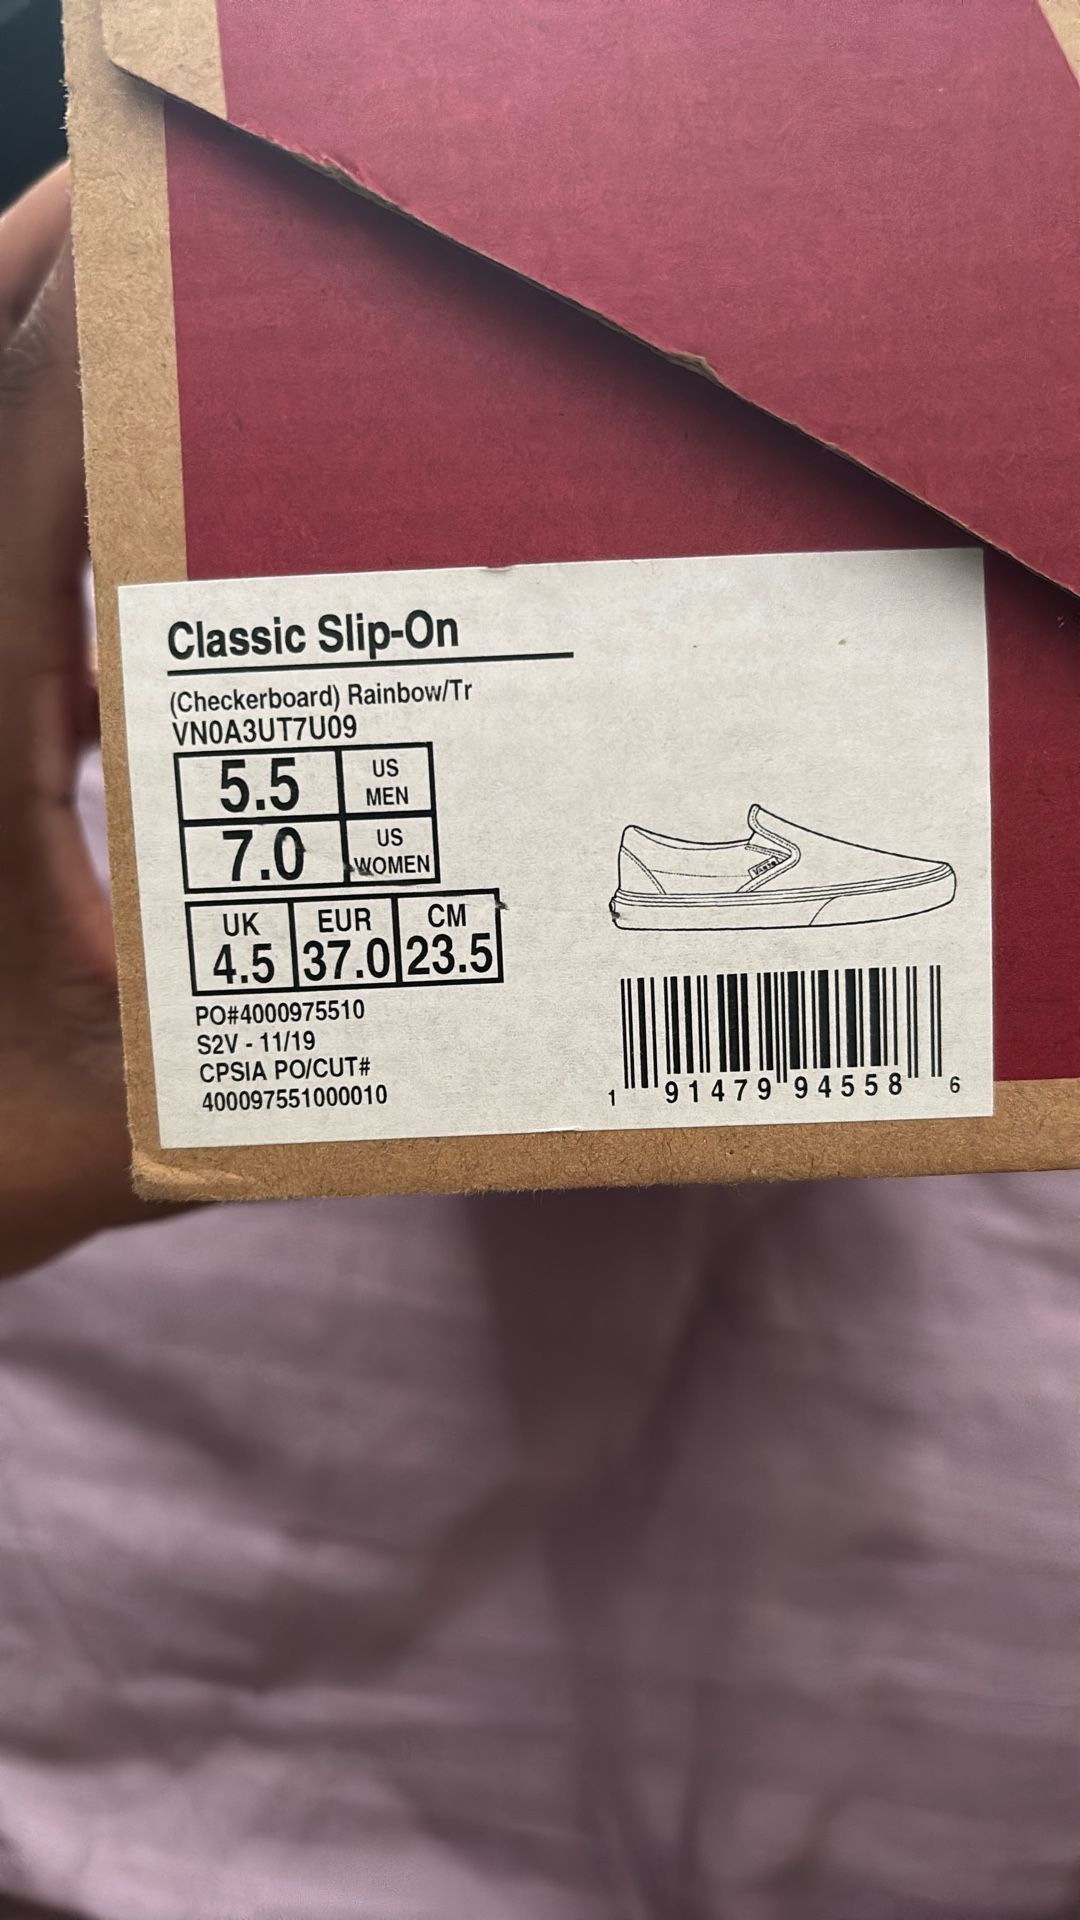 Classic Slip-On
(Checkerboard) Rainbow/Tr
VN0A3UT7U09
5.5 US MEN
7.0 US WOMEN
UK EUR CM
4.5 37.0 23.5
PO#4000975510
S2V - 11/19
CPSIA PO/CUT#
400097551000010
1 91479 94558 6